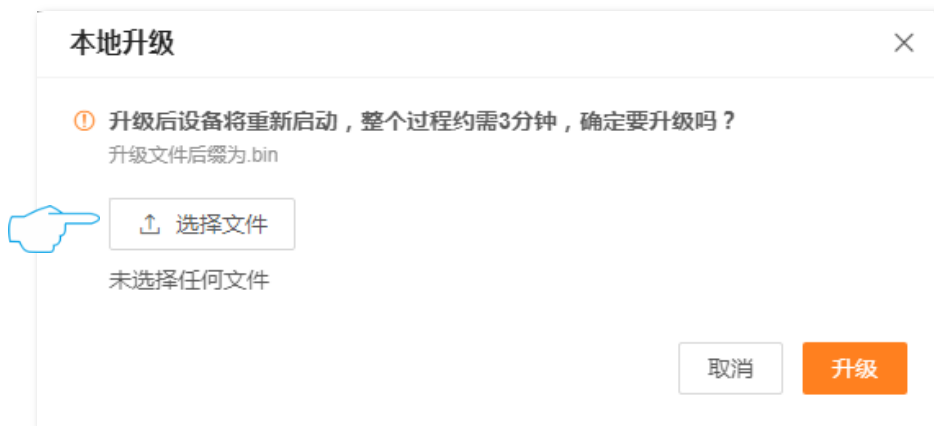 本地升级
升级后设备将重新启动，整个过程约需3分钟，确定要升级吗？
升级文件后缀为.bin
选择文件
未选择任何文件
取消
升级